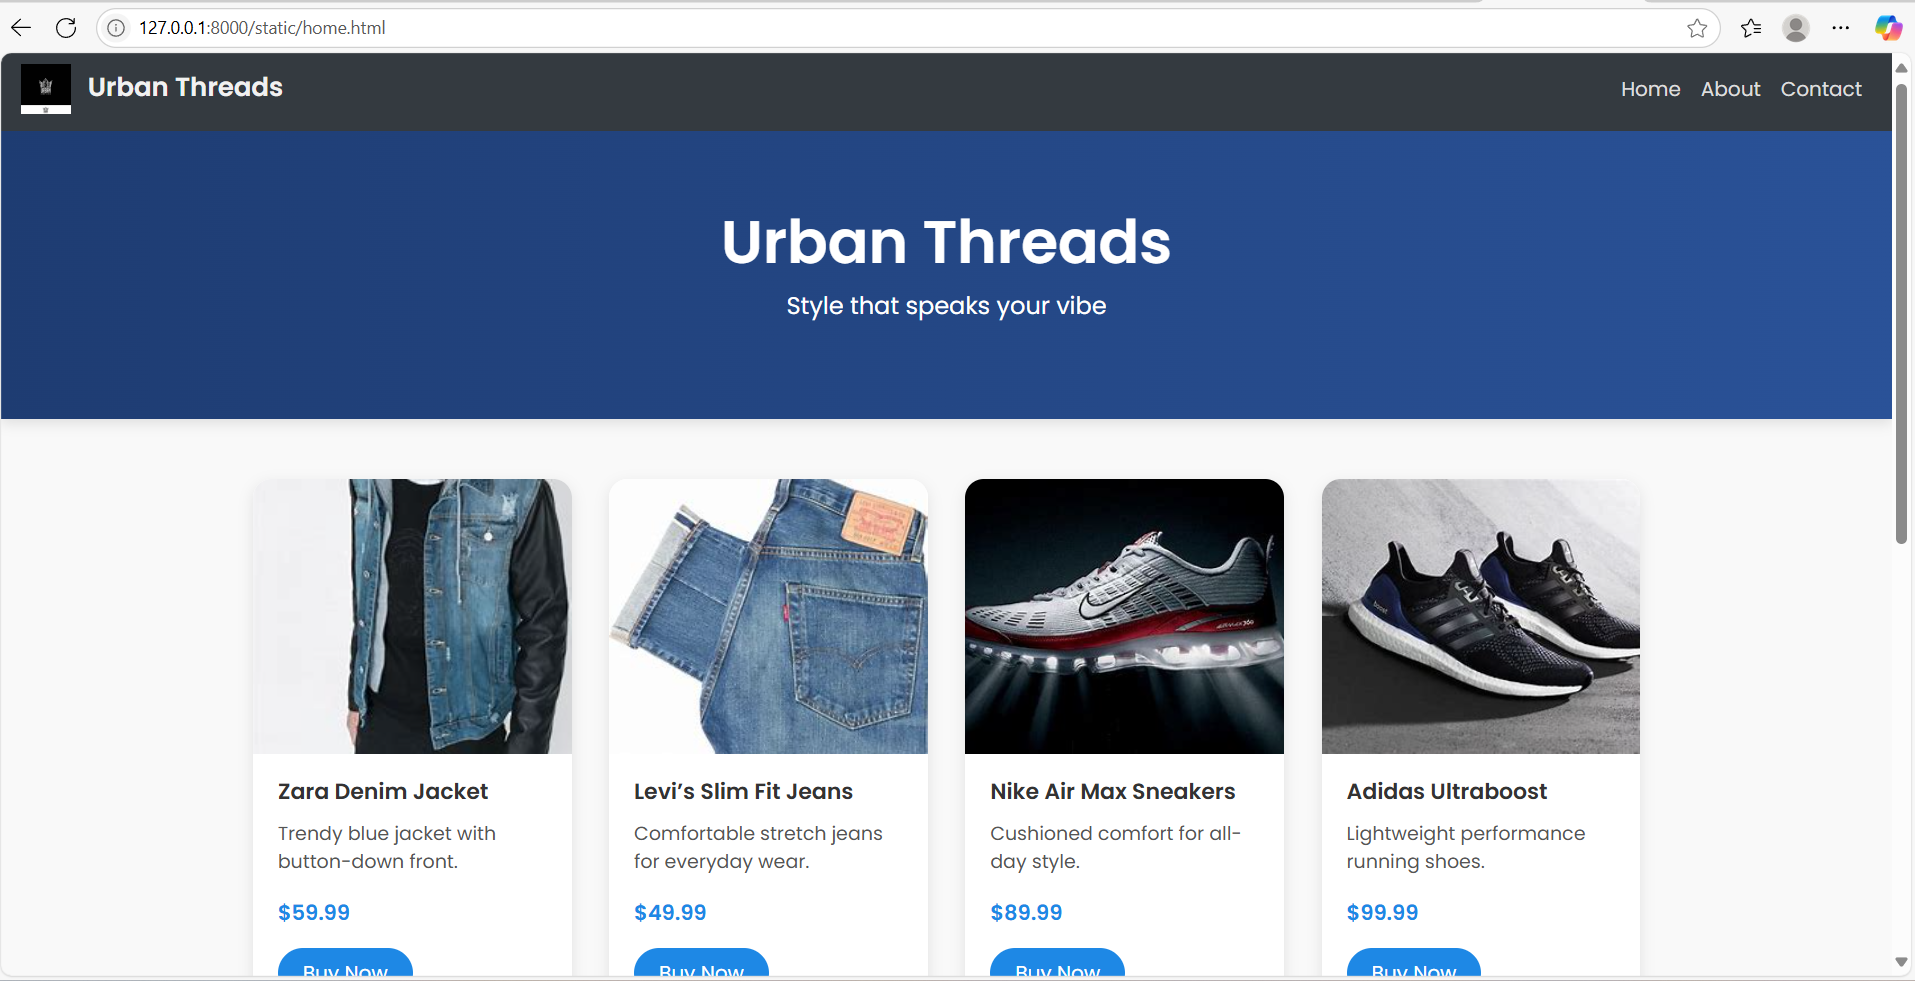 127.0.0.1:8000/static/home.html
Urban Threads
Home About Contact
Urban Threads
Style that speaks your vibe
Zara Denim Jacket
Trendy blue jacket with
button-down front.
$59.99
Buy Now
Levi’s Slim Fit Jeans
Comfortable stretch jeans
for everyday wear.
$49.99
Buy Now
Nike Air Max Sneakers
Cushioned comfort for all-
day style.
$89.99
Buy Now
Adidas Ultraboost
Lightweight performance
running shoes.
$99.99
Buy Now